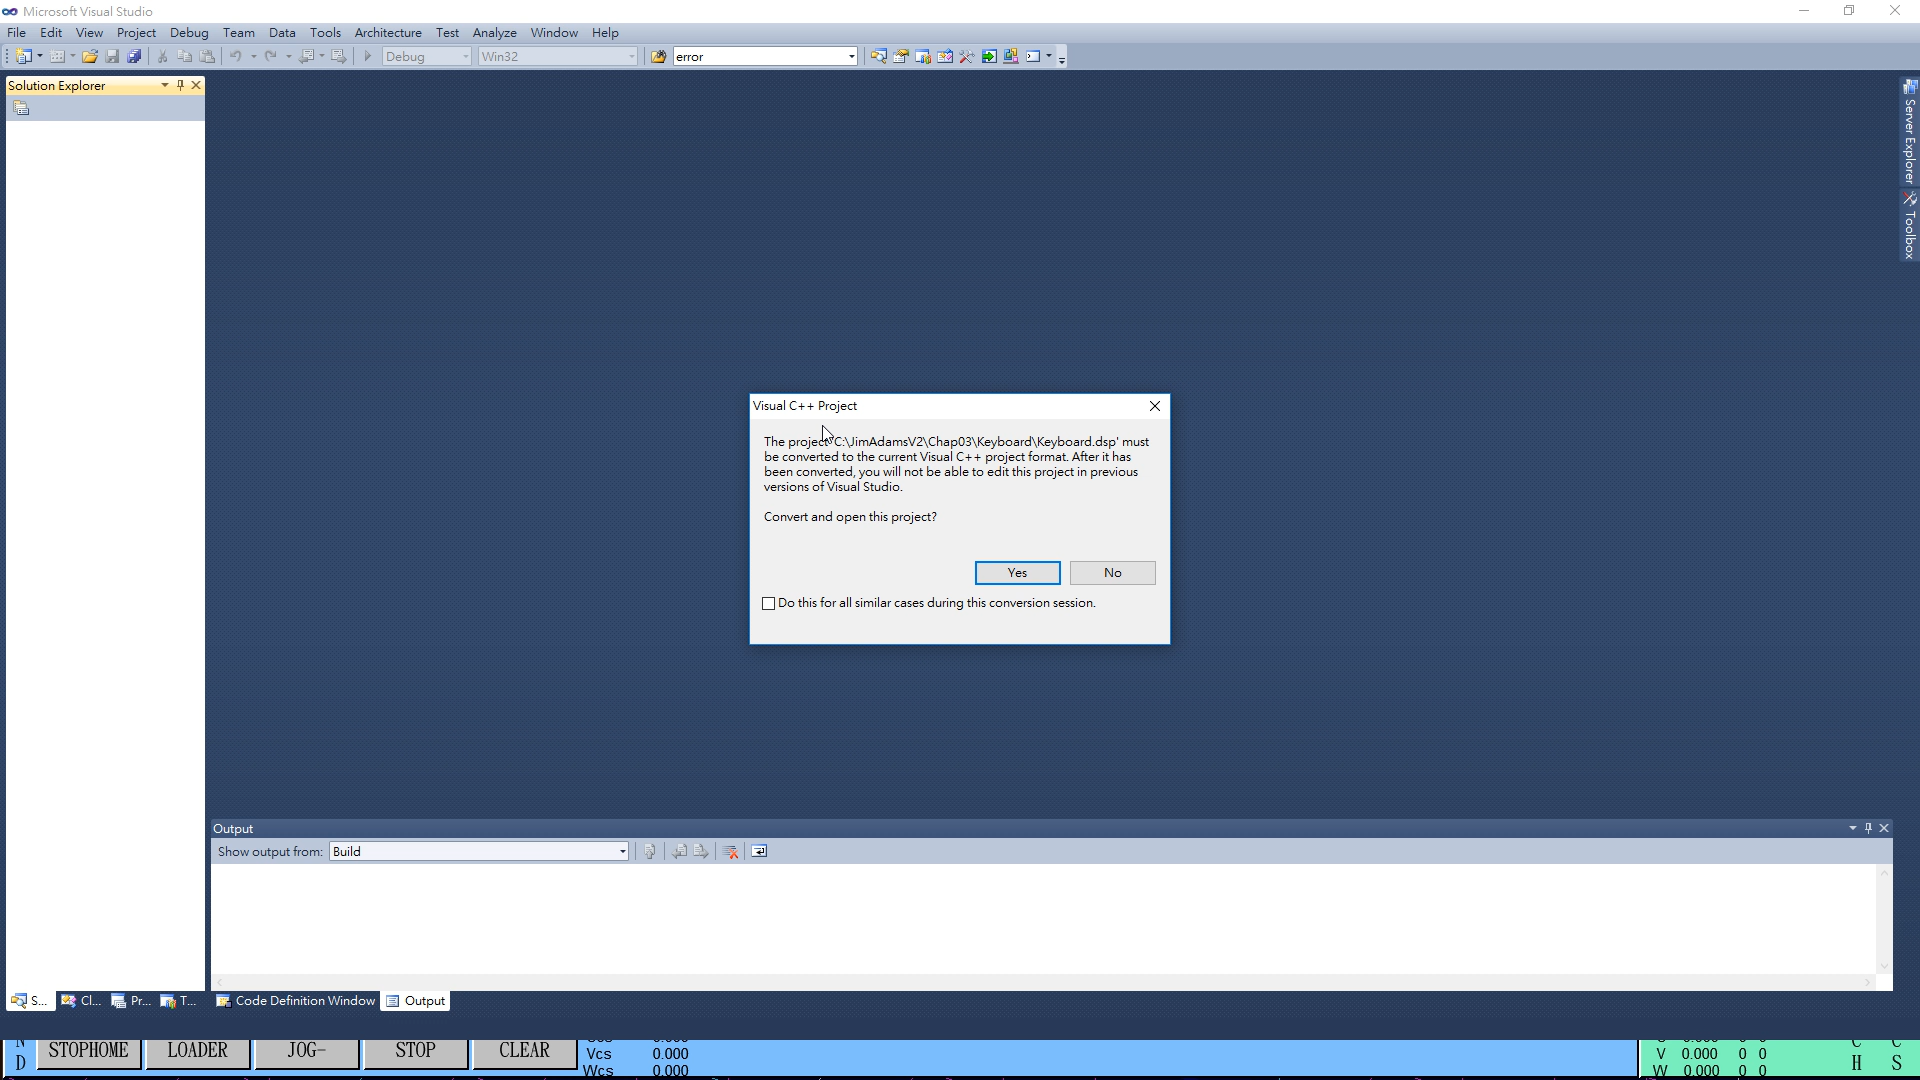 Microsoft Visual Studio
File Edit View Project Debug Team Data Tools Architecture Test Analyze Window Help
Debug Win32 error
Solution Explorer
Server Explorer
Toolbox
Visual C++ Project
The project 'C:\JimAdamsV2\Chap03\Keyboard\Keyboard.dsp' must
be converted to the current Visual C++ project format. After it has
been converted, you will not be able to edit this project in previous
versions of Visual Studio.
Convert and open this project?
Yes No
Do this for all similar cases during this conversion session.
Output
Show output from: Build
S... Cl... Pr... T... Code Definition Window Output
N
D STOPHOME LOADER JOG- STOP CLEAR
Vcs 0.000
Wcs 0.000
V 0.000 0 0
W 0.000 0 0
H S